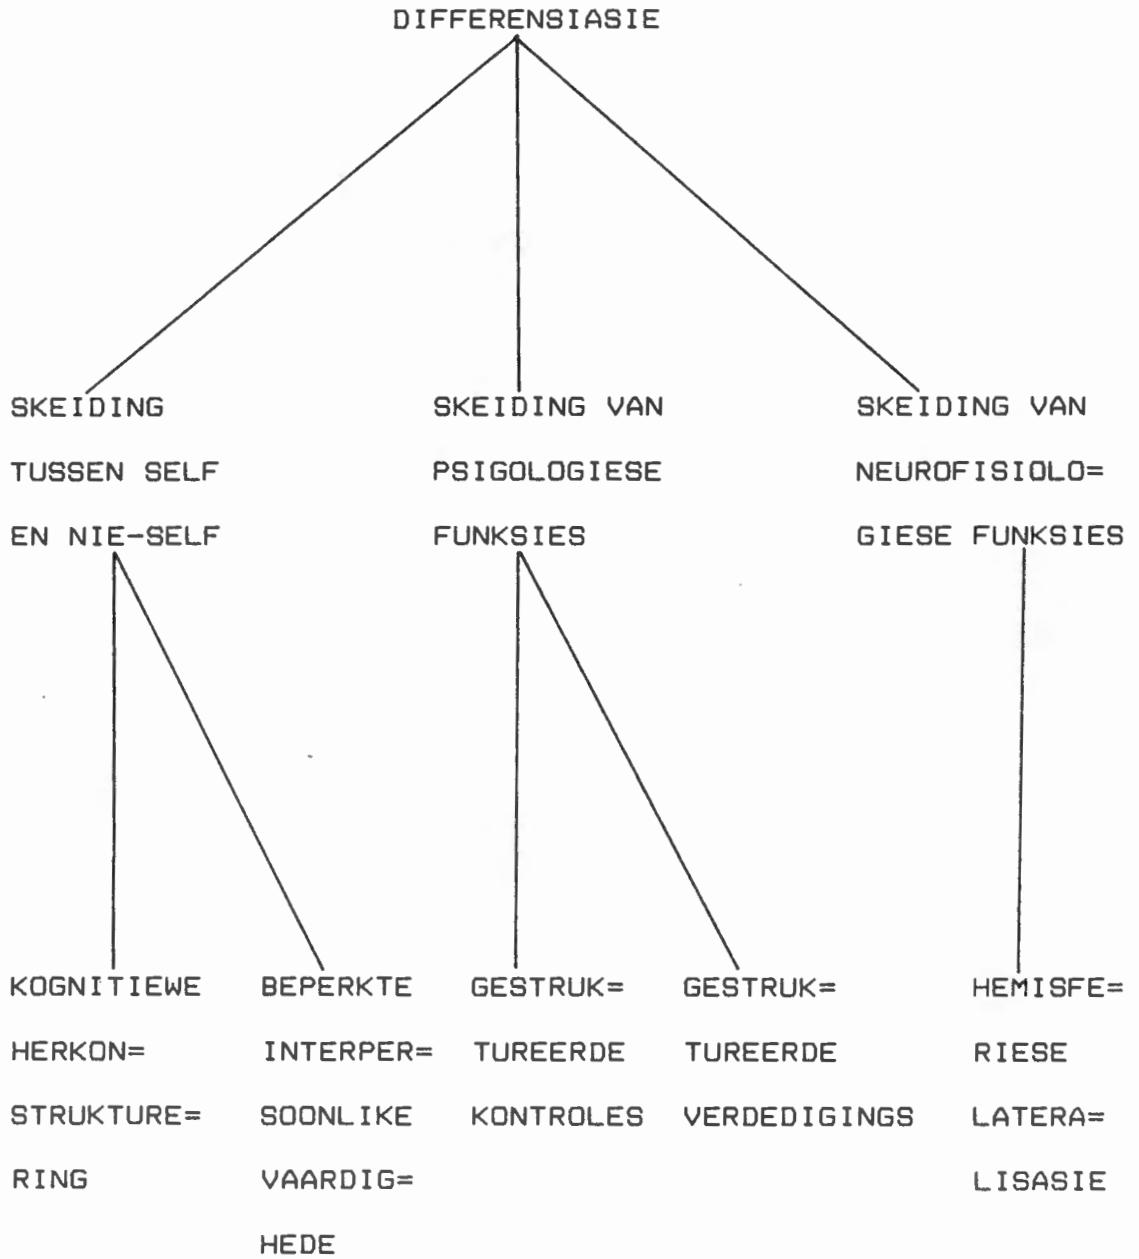 DIFFERENSIASIE
SKEIDING
TUSSEN SELF
EN NIE-SELF
SKEIDING VAN
PSIGOLOGIESE
FUNKSIES
SKEIDING VAN
NEUROFISIOLO=
GIESE FUNKSIES
KOGNITIEWE
HERKON=
STRUKTURE=
RING
BEPERKTE
INTERPER=
SOONLIKE
VAARDIG=
HEDE
GESTRUK=
TUREERDE
KONTROLES
GESTRUK=
TUREERDE
VERDEDIGINGS
HEMISFE=
RIESE
LATERA=
LISASIE